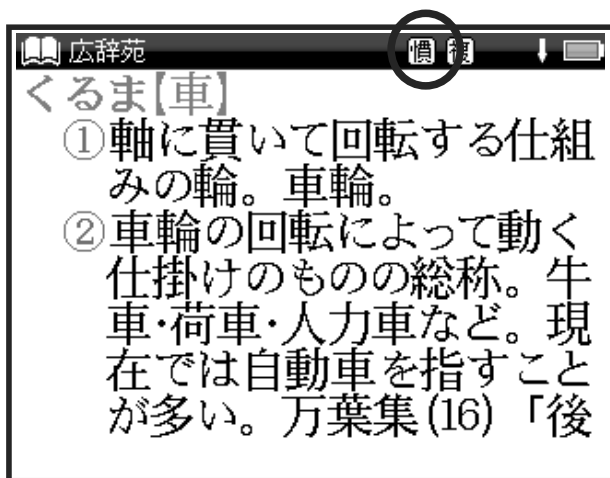 広辞苑 慣 複
くるま【車】
①軸に貫いて回転する仕組
みの輪。車輪。
②車輪の回転によって動く
仕掛けのものの総称。牛
車・荷車・人力車など。現
在では自動車を指すこと
が多い。万葉集(16)「後